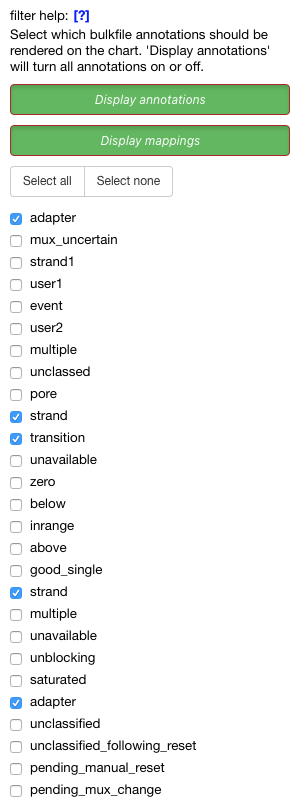 filter help: [?]
Select which bulkfile annotations should be
rendered on the chart. 'Display annotations'
will turn all annotations on or off.
Display annotations
Display mappings
Select all Select none
adapter
mux_uncertain
strand1
user1
event
user2
multiple
unclassed
pore
strand
transition
unavailable
zero
below
inrange
above
good_single
strand
multiple
unavailable
unblocking
saturated
adapter
unclassified
unclassified_following_reset
pending_manual_reset
pending_mux_change